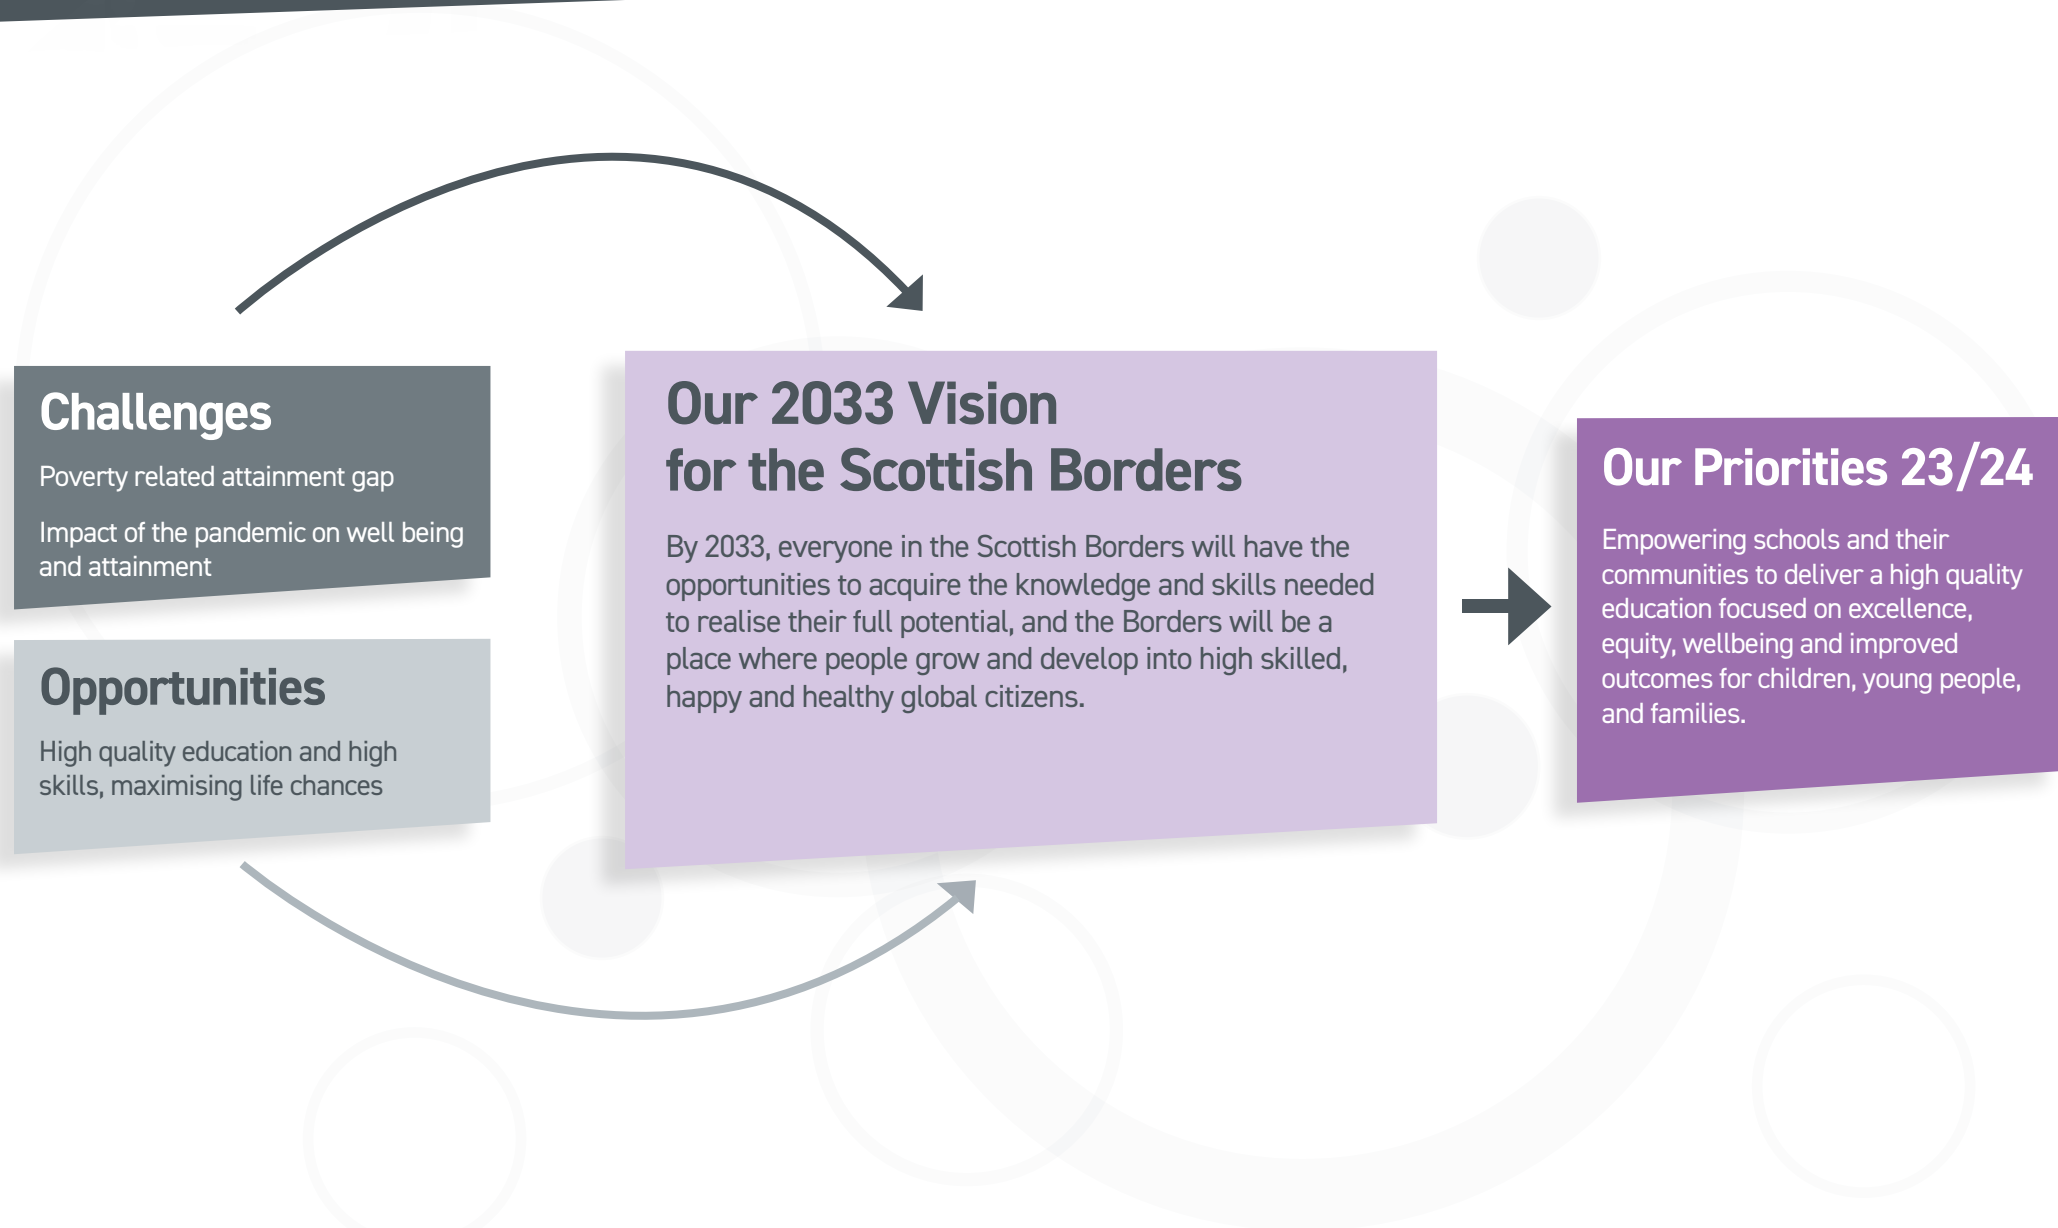 Challenges
Poverty related attainment gap
Impact of the pandemic on well being
and attainment
Opportunities
High quality education and high
skills, maximising life chances
Our 2033 Vision
for the Scottish Borders
By 2033, everyone in the Scottish Borders will have the
opportunities to acquire the knowledge and skills needed
to realise their full potential, and the Borders will be a
place where people grow and develop into high skilled,
happy and healthy global citizens.
Our Priorities 23/24
Empowering schools and their
communities to deliver a high quality
education focused on excellence,
equity, wellbeing and improved
outcomes for children, young people,
and families.